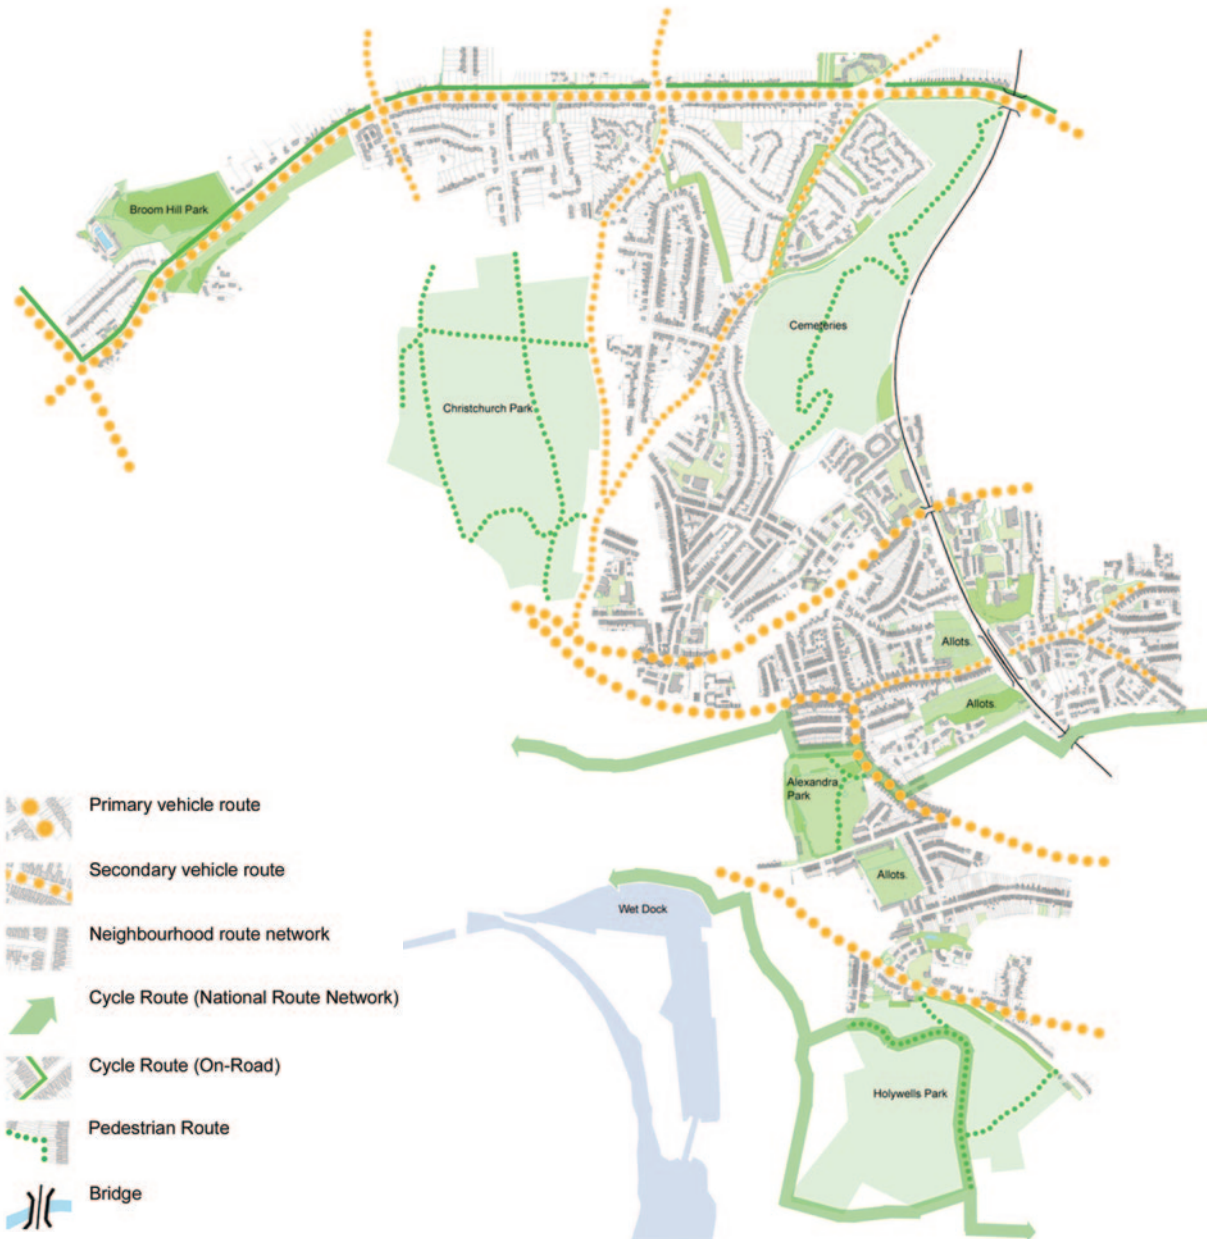 Broom Hill Park
Cemeteries
Christchurch Park
Allots.
Allots.
Alexandra
Park
Allots.
Wet Dock
Holywells Park
Primary vehicle route
Secondary vehicle route
Neighbourhood route network
Cycle Route (National Route Network)
Cycle Route (On-Road)
Pedestrian Route
Bridge